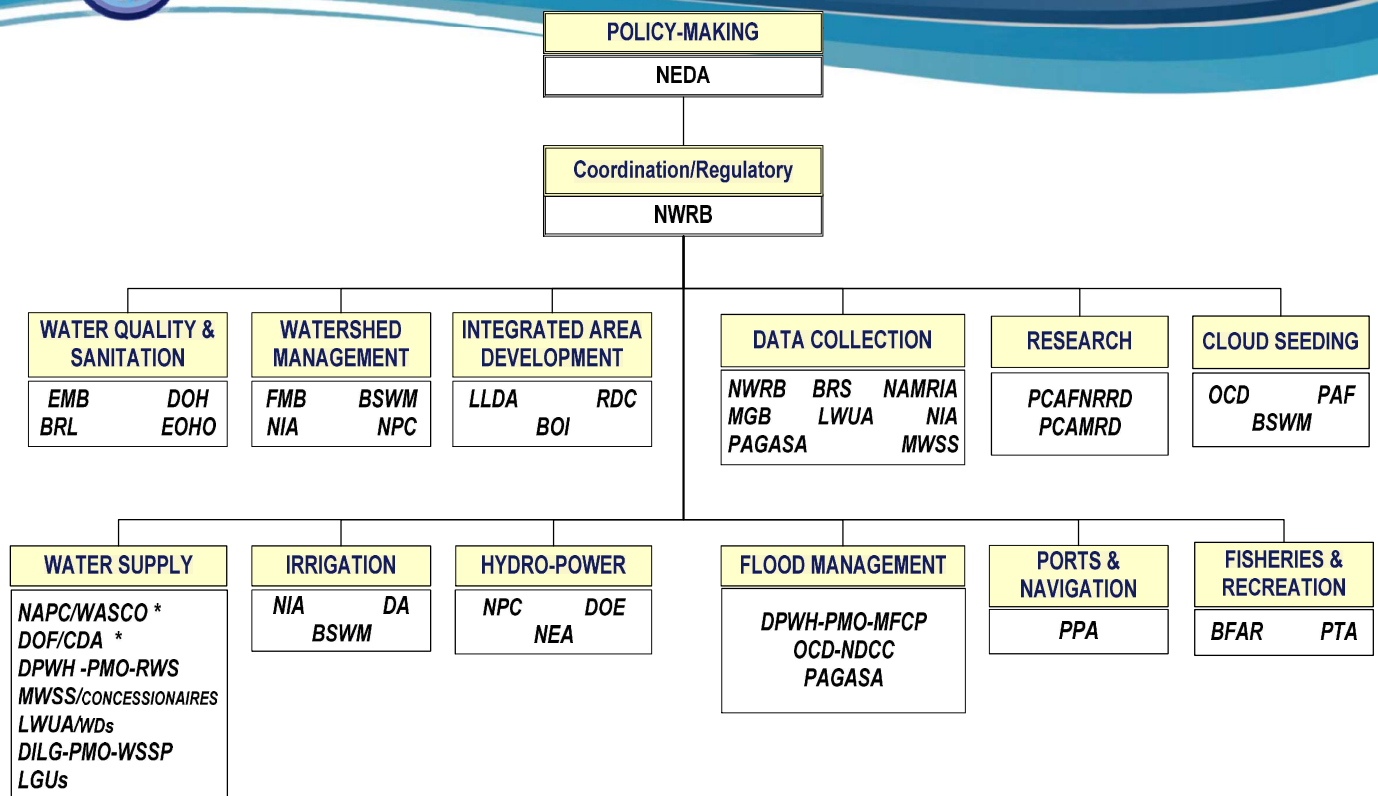 POLICY-MAKING
NEDA
Coordination/Regulatory
NWRB
WATER QUALITY &
SANITATION
EMB DOH
BRL EOHO
WATERSHED
MANAGEMENT
FMB BSWM
NIA NPC
INTEGRATED AREA
DEVELOPMENT
LLDA RDC
BOI
DATA COLLECTION
NWRB BRS NAMRIA
MGB LWUA NIA
PAGASA MWSS
RESEARCH
PCAFNRRD
PCAMRD
CLOUD SEEDING
OCD PAF
BSWM
WATER SUPPLY
NAPC/WASCO *
DOF/CDA *
DPWH -PMO-RWS
MWSS/CONCESSIONAIRES
LWUA/WDs
DILG-PMO-WSSP
LGUs
IRRIGATION
NIA DA
BSWM
HYDRO-POWER
NPC DOE
NEA
FLOOD MANAGEMENT
DPWH-PMO-MFCP
OCD-NDCC
PAGASA
PORTS &
NAVIGATION
PPA
FISHERIES &
RECREATION
BFAR PTA